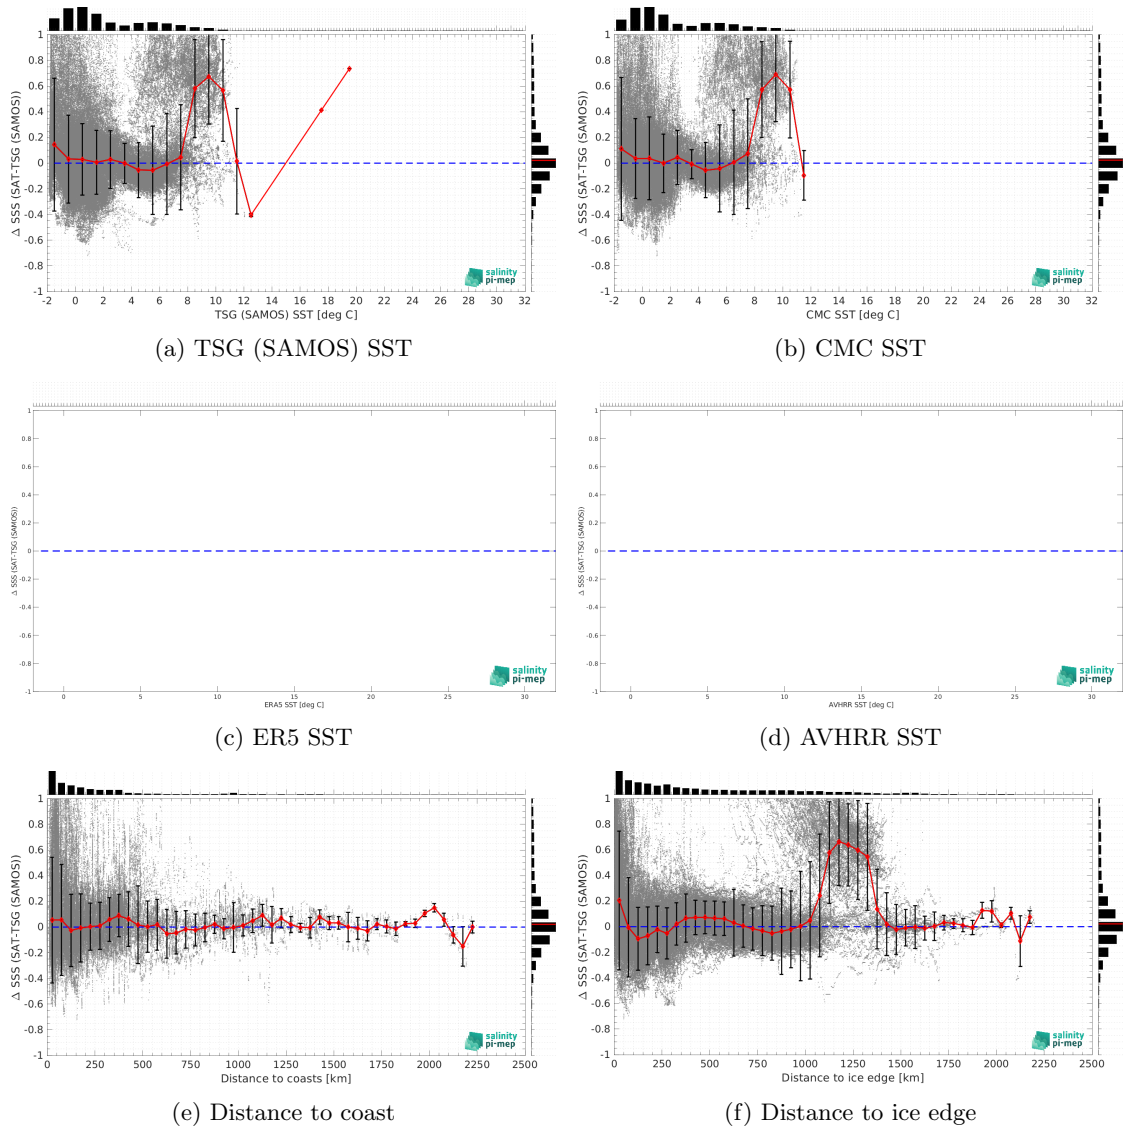 1
0.8
0.6
0.4
0.2
0
-0.2
-0.4
-0.6
-0.8
-1
Δ SSS (SAT-TSG (SAMOS))
-2 0 2 4 6 8 10 12 14 16 18 20 22 24 26 28 30 32
TSG (SAMOS) SST [deg C]
salinity
pi-mep
(a) TSG (SAMOS) SST
1
0.8
0.6
0.4
0.2
0
-0.2
-0.4
-0.6
-0.8
-1
Δ SSS (SAT-TSG (SAMOS))
-2 0 2 4 6 8 10 12 14 16 18 20 22 24 26 28 30 32
CMC SST [deg C]
salinity
pi-mep
(b) CMC SST
1
0.8
0.6
0.4
0.2
0
-0.2
-0.4
-0.6
-0.8
-1
Δ SSS (SAT-TSG (SAMOS))
0 5 10 15 20 25 30
ERA5 SST [deg C]
salinity
pi-mep
(c) ER5 SST
1
0.8
0.6
0.4
0.2
0
-0.2
-0.4
-0.6
-0.8
-1
Δ SSS (SAT-TSG (SAMOS))
0 5 10 15 20 25 30
AVHRR SST [deg C]
salinity
pi-mep
(d) AVHRR SST
1
0.8
0.6
0.4
0.2
0
-0.2
-0.4
-0.6
-0.8
-1
Δ SSS (SAT-TSG (SAMOS))
0 250 500 750 1000 1250 1500 1750 2000 2250 2500
Distance to coasts [km]
salinity
pi-mep
(e) Distance to coast
1
0.8
0.6
0.4
0.2
0
-0.2
-0.4
-0.6
-0.8
-1
Δ SSS (SAT-TSG (SAMOS))
0 250 500 750 1000 1250 1500 1750 2000 2250 2500
Distance to ice edge [km]
salinity
pi-mep
(f) Distance to ice edge